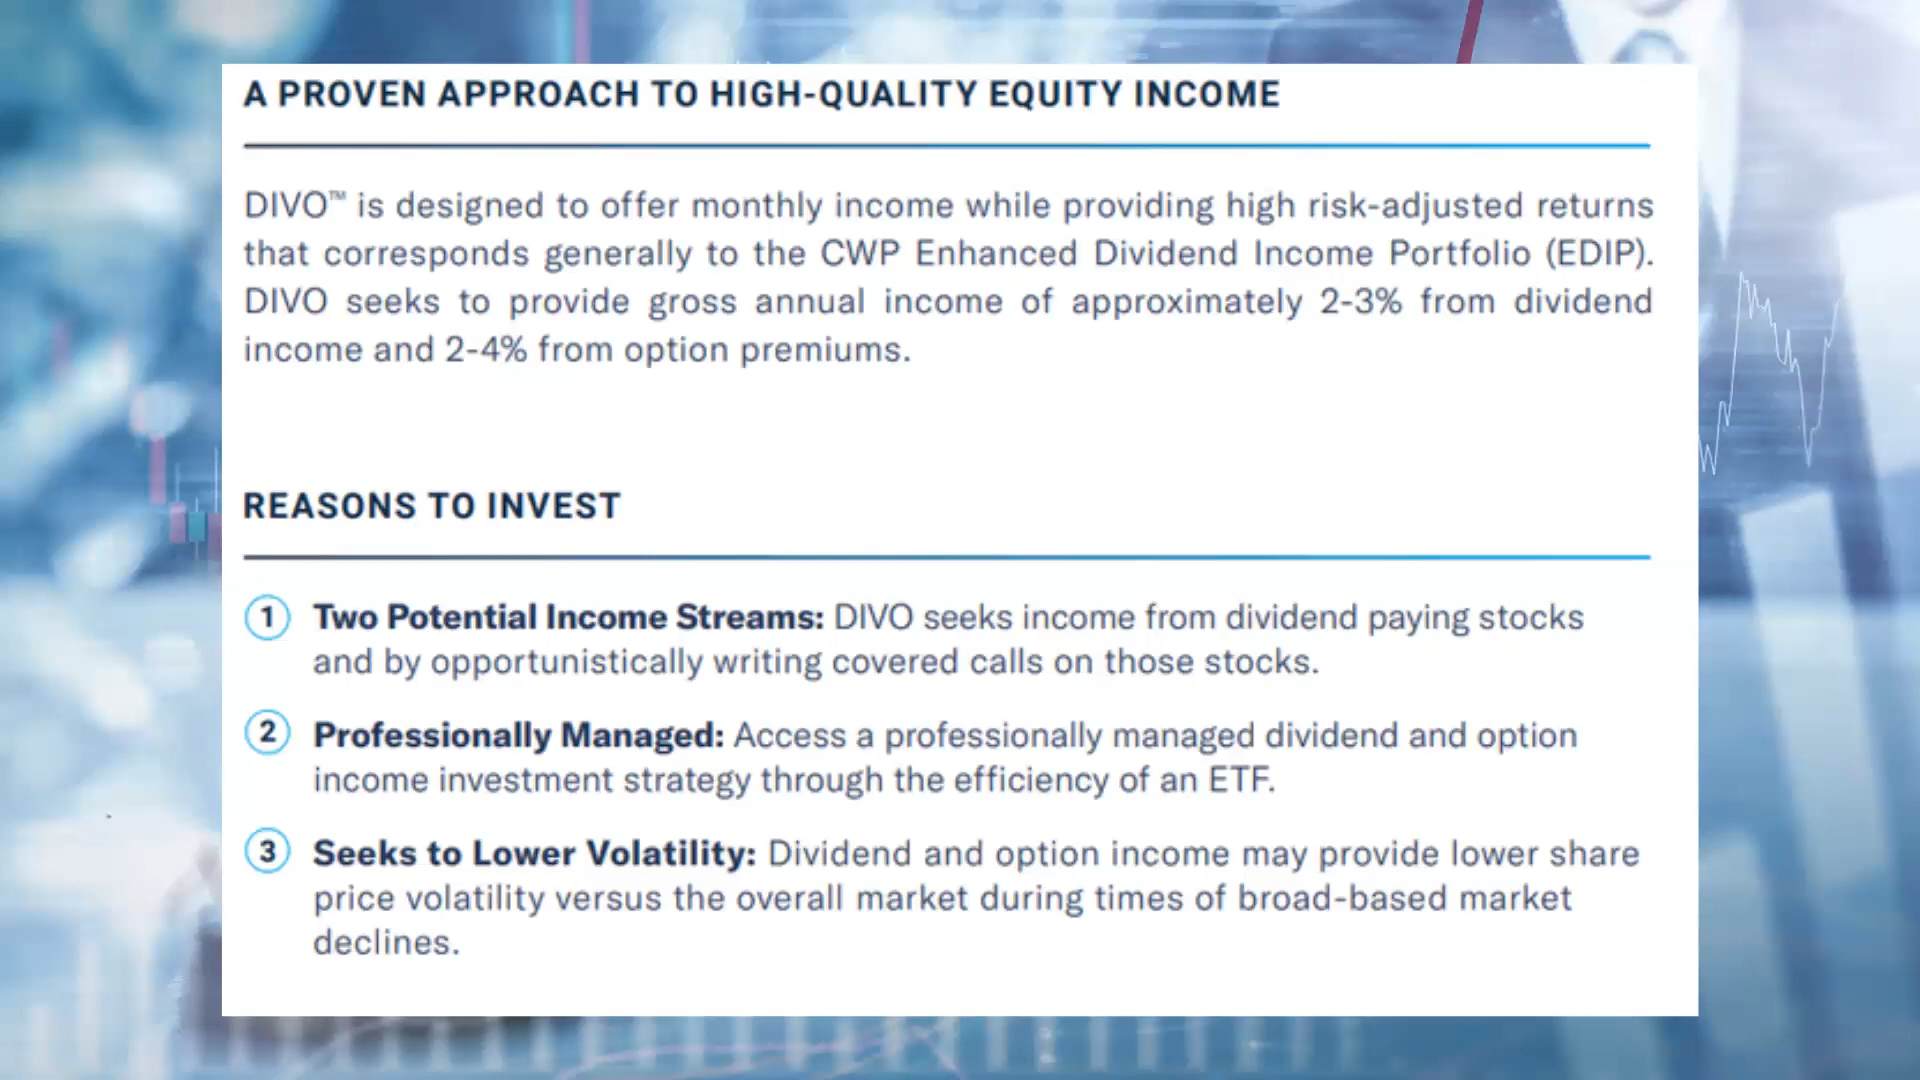 A PROVEN APPROACH TO HIGH-QUALITY EQUITY INCOME
DIVO™ is designed to offer monthly income while providing high risk-adjusted returns
that corresponds generally to the CWP Enhanced Dividend Income Portfolio (EDIP).
DIVO seeks to provide gross annual income of approximately 2-3% from dividend
income and 2-4% from option premiums.
REASONS TO INVEST
1 Two Potential Income Streams: DIVO seeks income from dividend paying stocks
and by opportunistically writing covered calls on those stocks.
2 Professionally Managed: Access a professionally managed dividend and option
income investment strategy through the efficiency of an ETF.
3 Seeks to Lower Volatility: Dividend and option income may provide lower share
price volatility versus the overall market during times of broad-based market
declines.